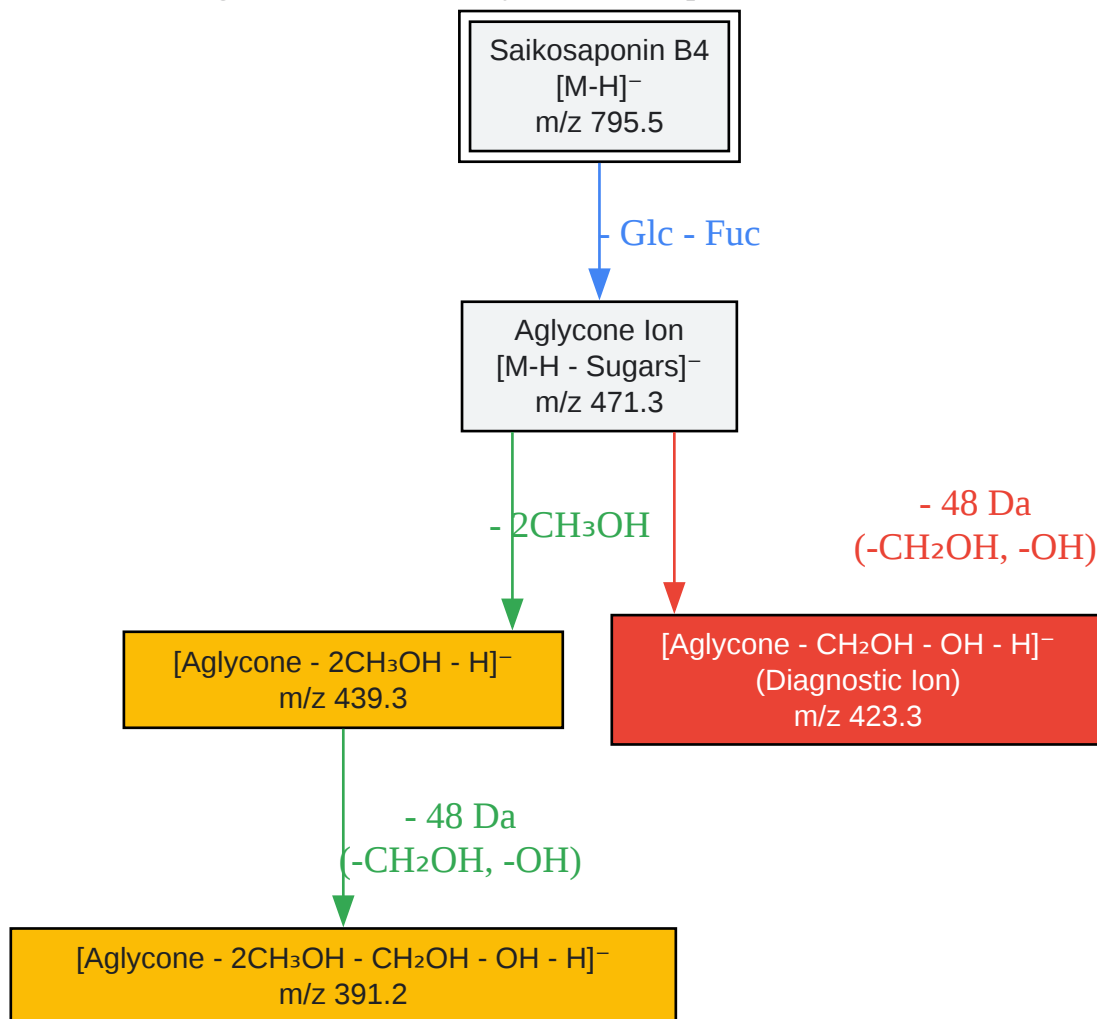 Saikosaponin B4
[M-H]⁻
m/z 795.5
- Glc - Fuc
Aglycone Ion
[M-H - Sugars]⁻
m/z 471.3
- 2CH₃OH
- 48 Da
(-CH₂OH, -OH)
[Aglycone - 2CH₃OH - H]⁻
m/z 439.3
[Aglycone - CH₂OH - OH - H]⁻
(Diagnostic Ion)
m/z 423.3
- 48 Da
(-CH₂OH, -OH)
[Aglycone - 2CH₃OH - CH₂OH - OH - H]⁻
m/z 391.2